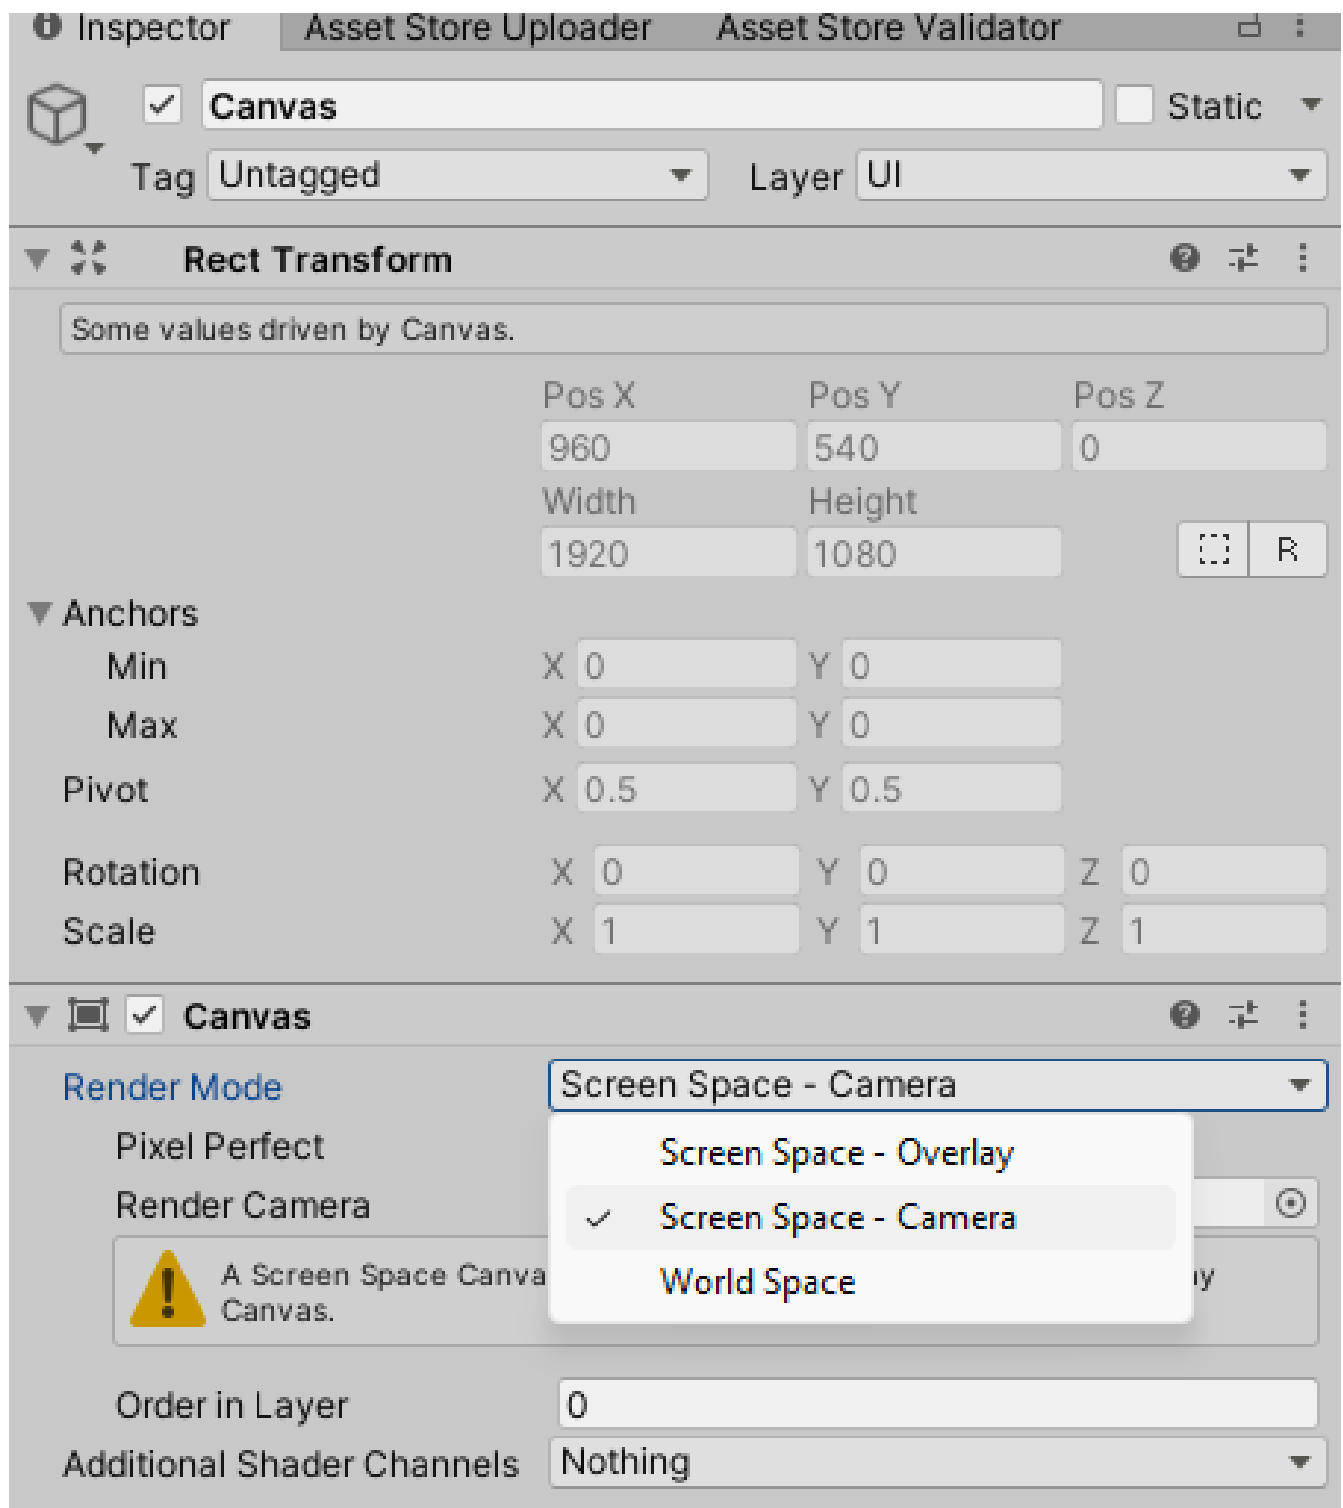 Inspector Asset Store Uploader Asset Store Validator
Canvas Static
Tag Untagged Layer UI
Rect Transform
Some values driven by Canvas.
Pos X Pos Y Pos Z
960 540 0
Width Height
1920 1080 R
Anchors
Min X 0 Y 0
Max X 0 Y 0
Pivot X 0.5 Y 0.5
Rotation X 0 Y 0 Z 0
Scale X 1 Y 1 Z 1
Canvas
Render Mode Screen Space - Camera
Pixel Perfect Screen Space - Overlay
Render Camera Screen Space - Camera
A Screen Space Canva
World Space
Canvas.
Order in Layer 0
Additional Shader Channels Nothing